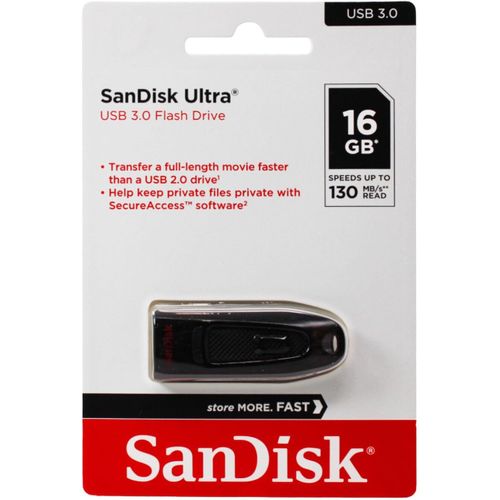 USB 3.0
SanDisk Ultra®
USB 3.0 Flash Drive
16
GB*
SPEEDS UP TO
130 MB/s**
READ
• Transfer a full-length movie faster
than a USB 2.0 drive¹
• Help keep private files private with
SecureAccess™ software²
SanDisk
store MORE. FAST
SanDisk®